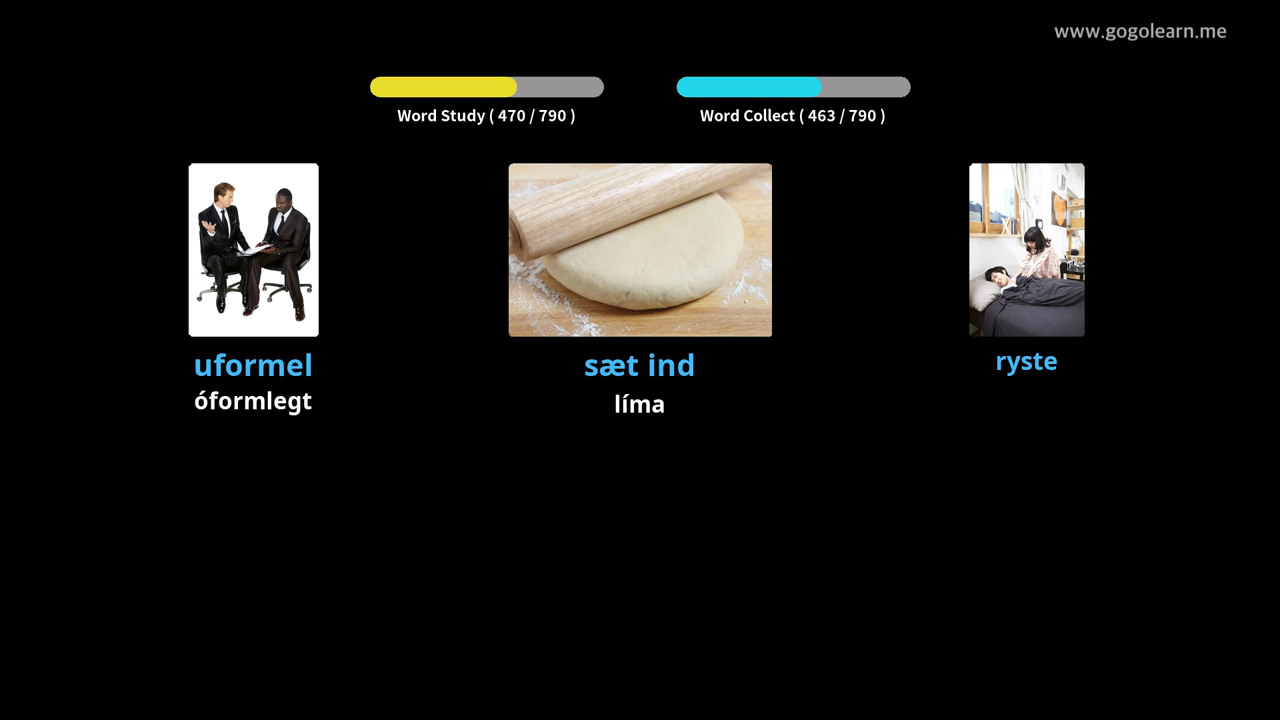 www.gogolearn.me
Word Study ( 470 / 790 )
Word Collect ( 463 / 790 )
uformel
óformlegt
sæt ind
líma
ryste